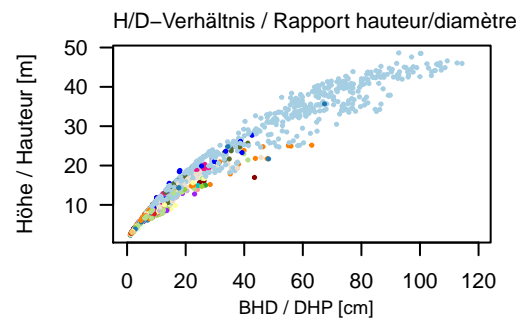 H/D−Verhältnis / Rapport hauteur/diamètre
Höhe / Hauteur [m]
50
40
30
20
10
0 20 40 60 80 100 120
BHD / DHP [cm]